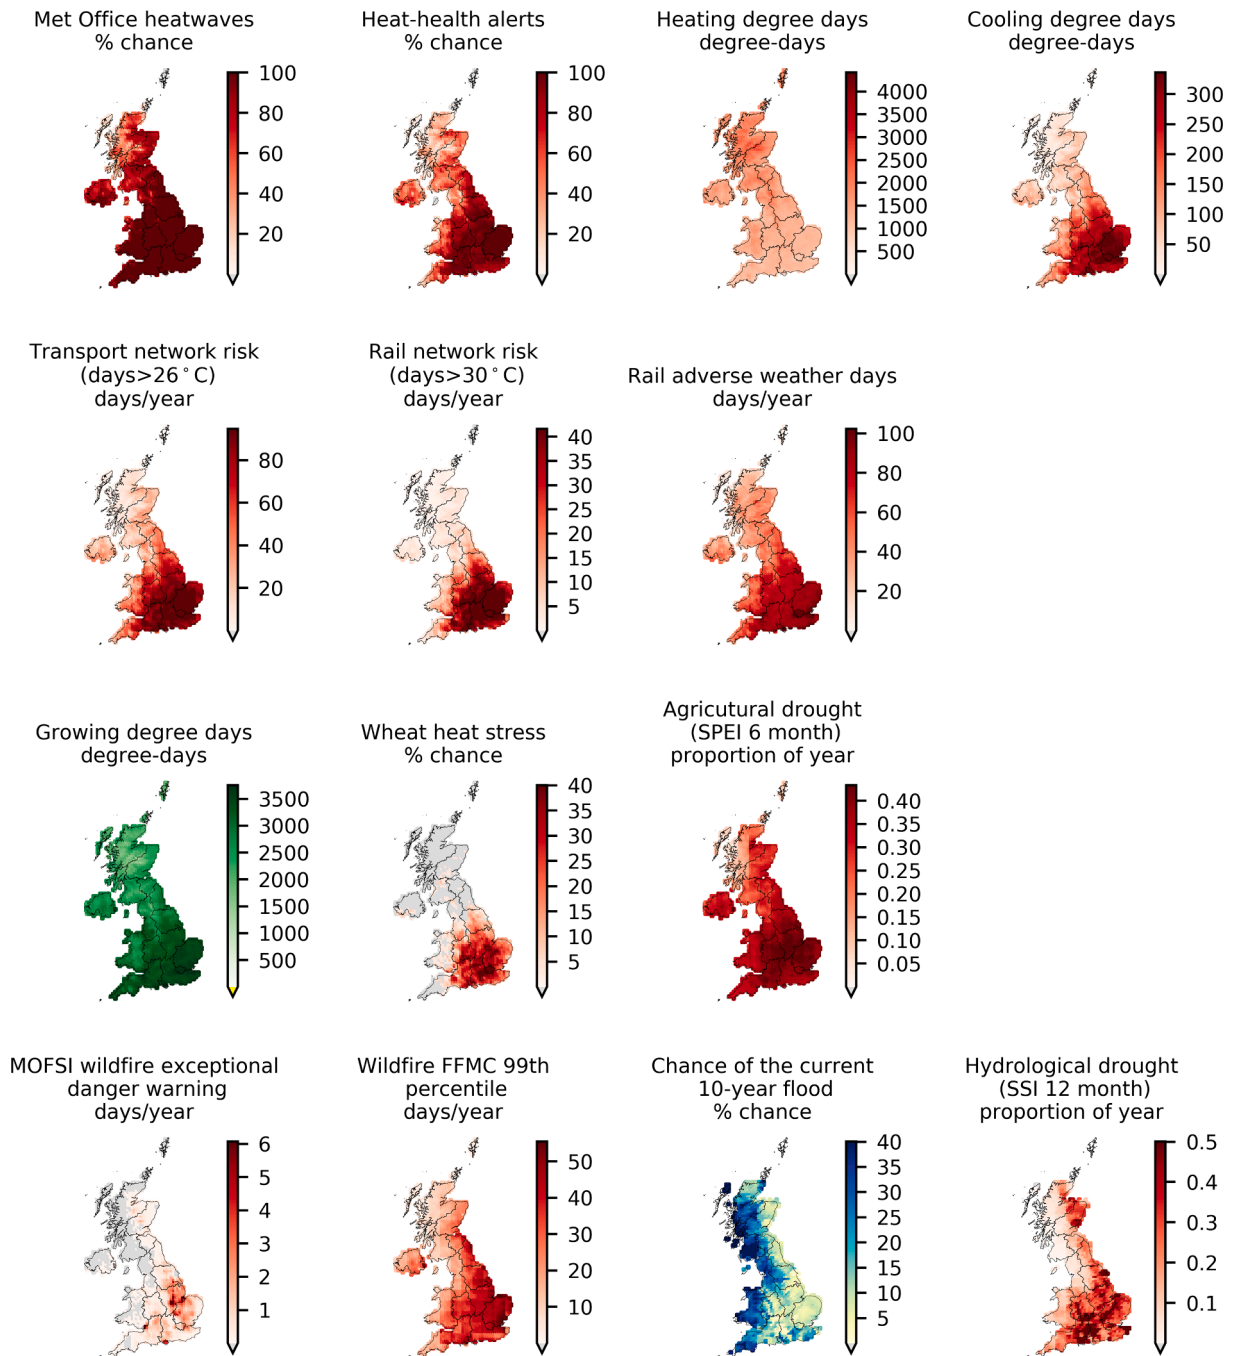 Met Office heatwaves
% chance
100
80
60
40
20
Heat-health alerts
% chance
100
80
60
40
20
Heating degree days
degree-days
4000
3500
3000
2500
2000
1500
1000
500
Cooling degree days
degree-days
300
250
200
150
100
50
Transport network risk
(days>26°C)
days/year
80
60
40
20
Rail network risk
(days>30°C)
days/year
40
35
30
25
20
15
10
5
Rail adverse weather days
days/year
100
80
60
40
20
Growing degree days
degree-days
3500
3000
2500
2000
1500
1000
500
Wheat heat stress
% chance
40
35
30
25
20
15
10
5
Agricutural drought
(SPEI 6 month)
proportion of year
0.40
0.35
0.30
0.25
0.20
0.15
0.10
0.05
MOFSI wildfire exceptional
danger warning
days/year
6
5
4
3
2
1
Wildfire FFMC 99th
percentile
days/year
50
40
30
20
10
Chance of the current
10-year flood
% chance
40
35
30
25
20
15
10
5
Hydrological drought
(SSI 12 month)
proportion of year
0.5
0.4
0.3
0.2
0.1